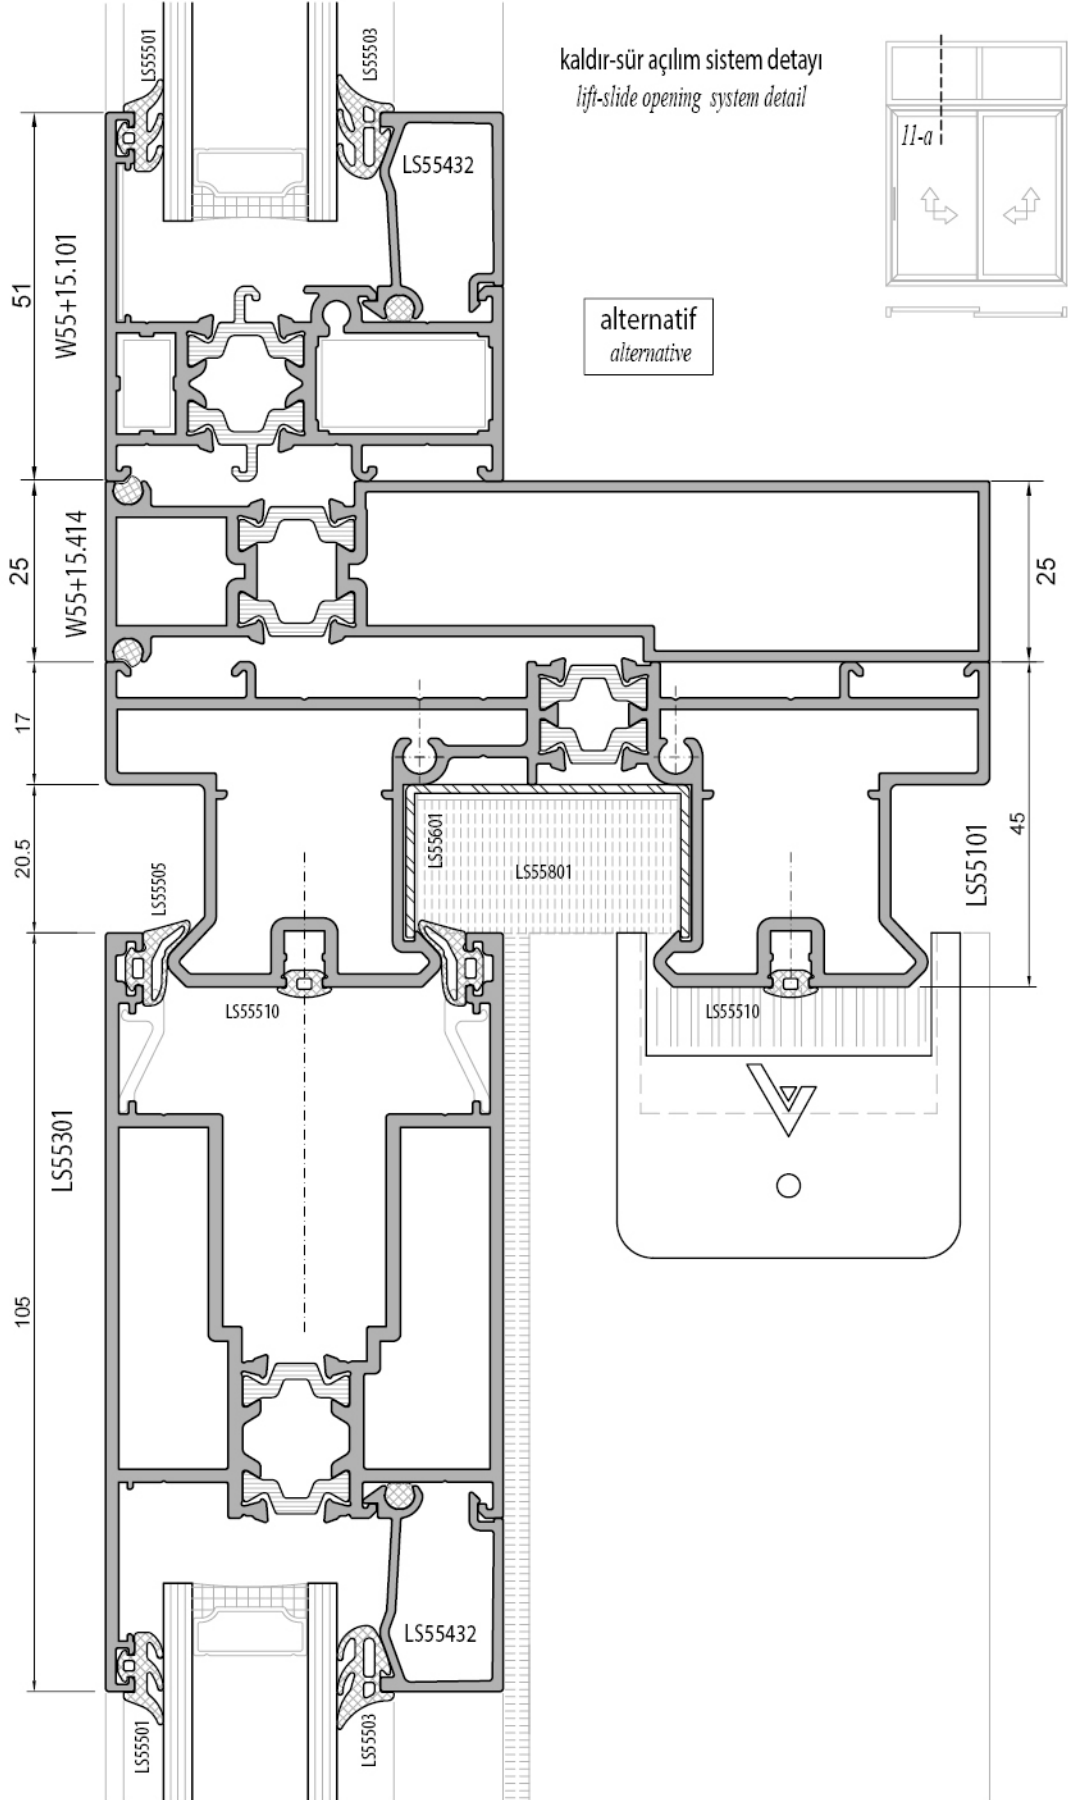 LS55501
LS55503
kaldır-sür açılım sistem detayı
lift-slide opening system detail
11-a
LS55432
51
W55+15.101
alternatif
alternative
25
W55+15.414
25
17
20.5
LS55505
LS55601
LS55801
45
LS55101
LS55510
LS55510
LS55301
105
LS55432
LS55501
LS55503